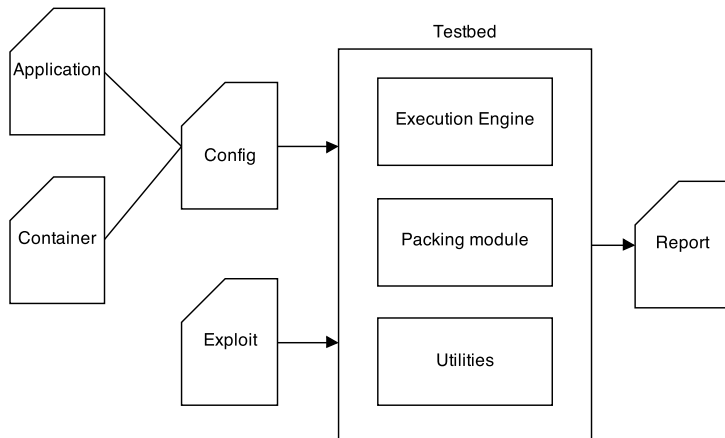 Testbed
Application
Execution Engine
Config
Container
Packing module
Report
Exploit
Utilities